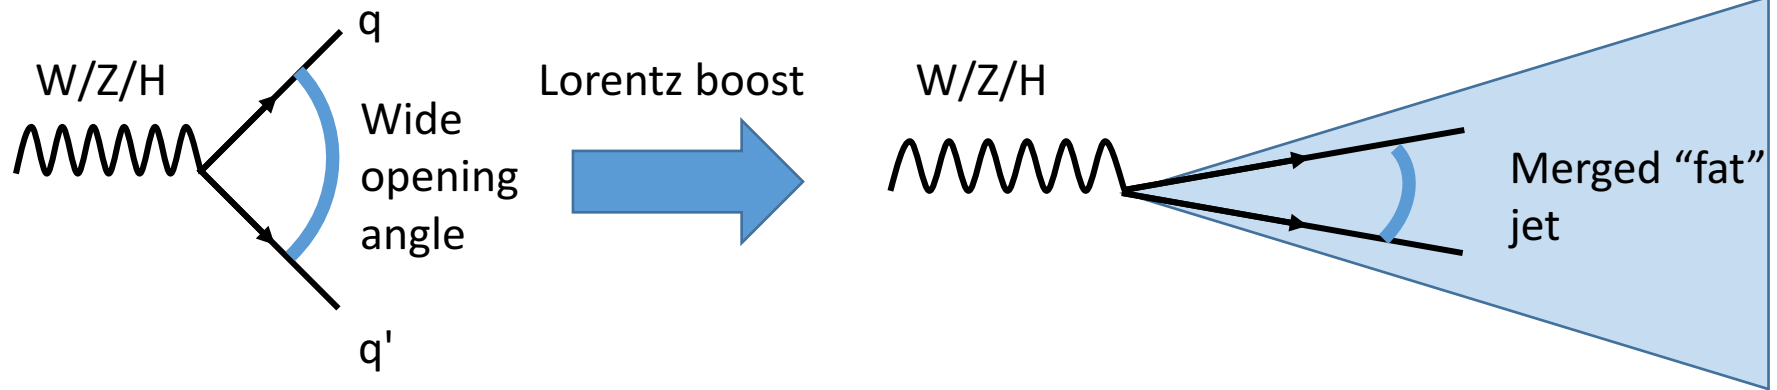 q
W/Z/H
Wide
opening
angle
q'
Lorentz boost
W/Z/H
Merged “fat”
jet